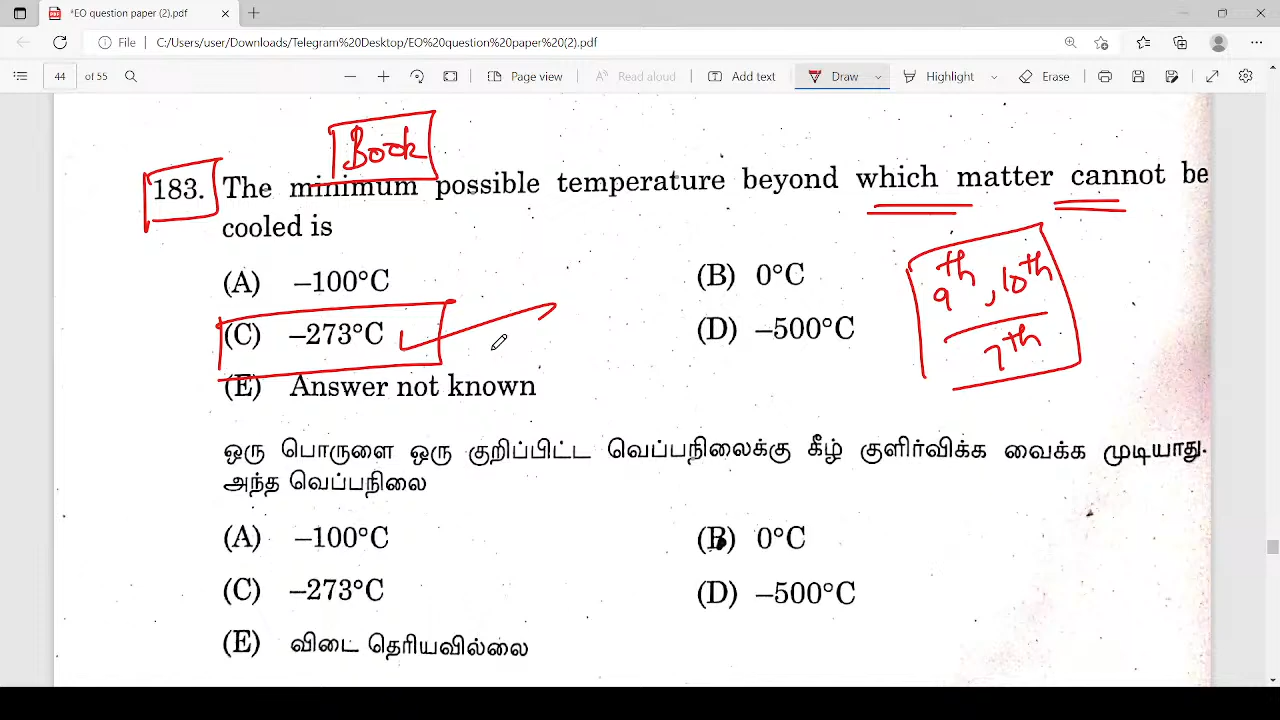 *EO question paper (2).pdf
File C:/Users/user/Downloads/Telegram%20Desktop/EO%20question%20paper%20(2).pdf
44 of 55 Page view Read aloud Add text Draw Highlight Erase
Book
183. The minimum possible temperature beyond which matter cannot be
cooled is
9th, 10th
7th
(A) –100°C (B) 0°C
(C) –273°C (D) –500°C
(E) Answer not known
ஒரு பொருளை ஒரு குறிப்பிட்ட வெப்பநிலைக்கு கீழ் குளிர்விக்க வைக்க முடியாது.
அந்த வெப்பநிலை
(A) –100°C (B) 0°C
(C) –273°C (D) –500°C
(E) விடை தெரியவில்லை